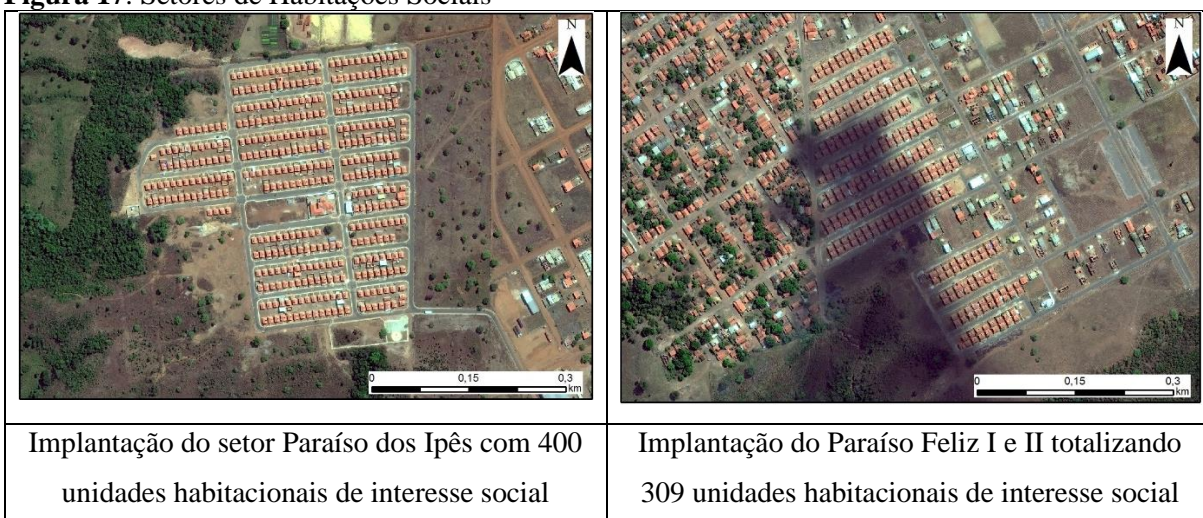 Figura 17. Setores de Habitações Sociais
N
0 0,15 0,3
km
N
0 0,15 0,3
km
Implantação do setor Paraíso dos Ipês com 400
unidades habitacionais de interesse social
Implantação do Paraíso Feliz I e II totalizando
309 unidades habitacionais de interesse social